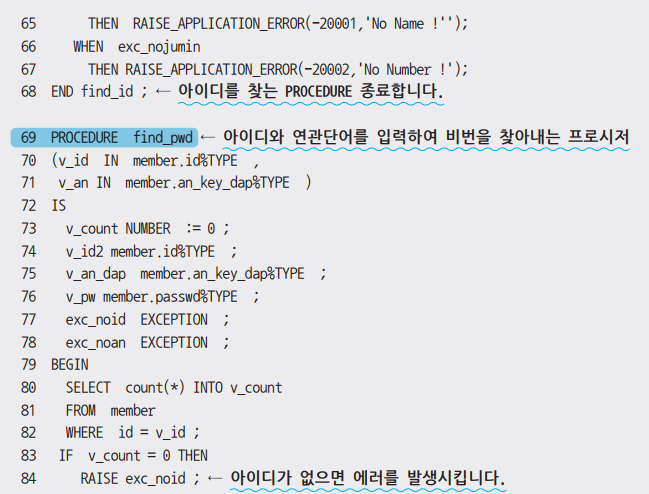 65 THEN RAISE_APPLICATION_ERROR(-20001,'No Name !'');
66 WHEN exc_nojumin
67 THEN RAISE_APPLICATION_ERROR(-20002,'No Number !');
68 END find_id ; ← 아이디를 찾는 PROCEDURE 종료합니다.
69 PROCEDURE find_pwd ← 아이디와 연관단어를 입력하여 비번을 찾아내는 프로시저
70 (v_id IN member.id%TYPE ,
71 v_an IN member.an_key_dap%TYPE )
72 IS
73 v_count NUMBER := 0 ;
74 v_id2 member.id%TYPE ;
75 v_an_dap member.an_key_dap%TYPE ;
76 v_pw member.passwd%TYPE ;
77 exc_noid EXCEPTION ;
78 exc_noan EXCEPTION ;
79 BEGIN
80 SELECT count(*) INTO v_count
81 FROM member
82 WHERE id = v_id ;
83 IF v_count = 0 THEN
84 RAISE exc_noid ; ← 아이디가 없으면 에러를 발생시킵니다.